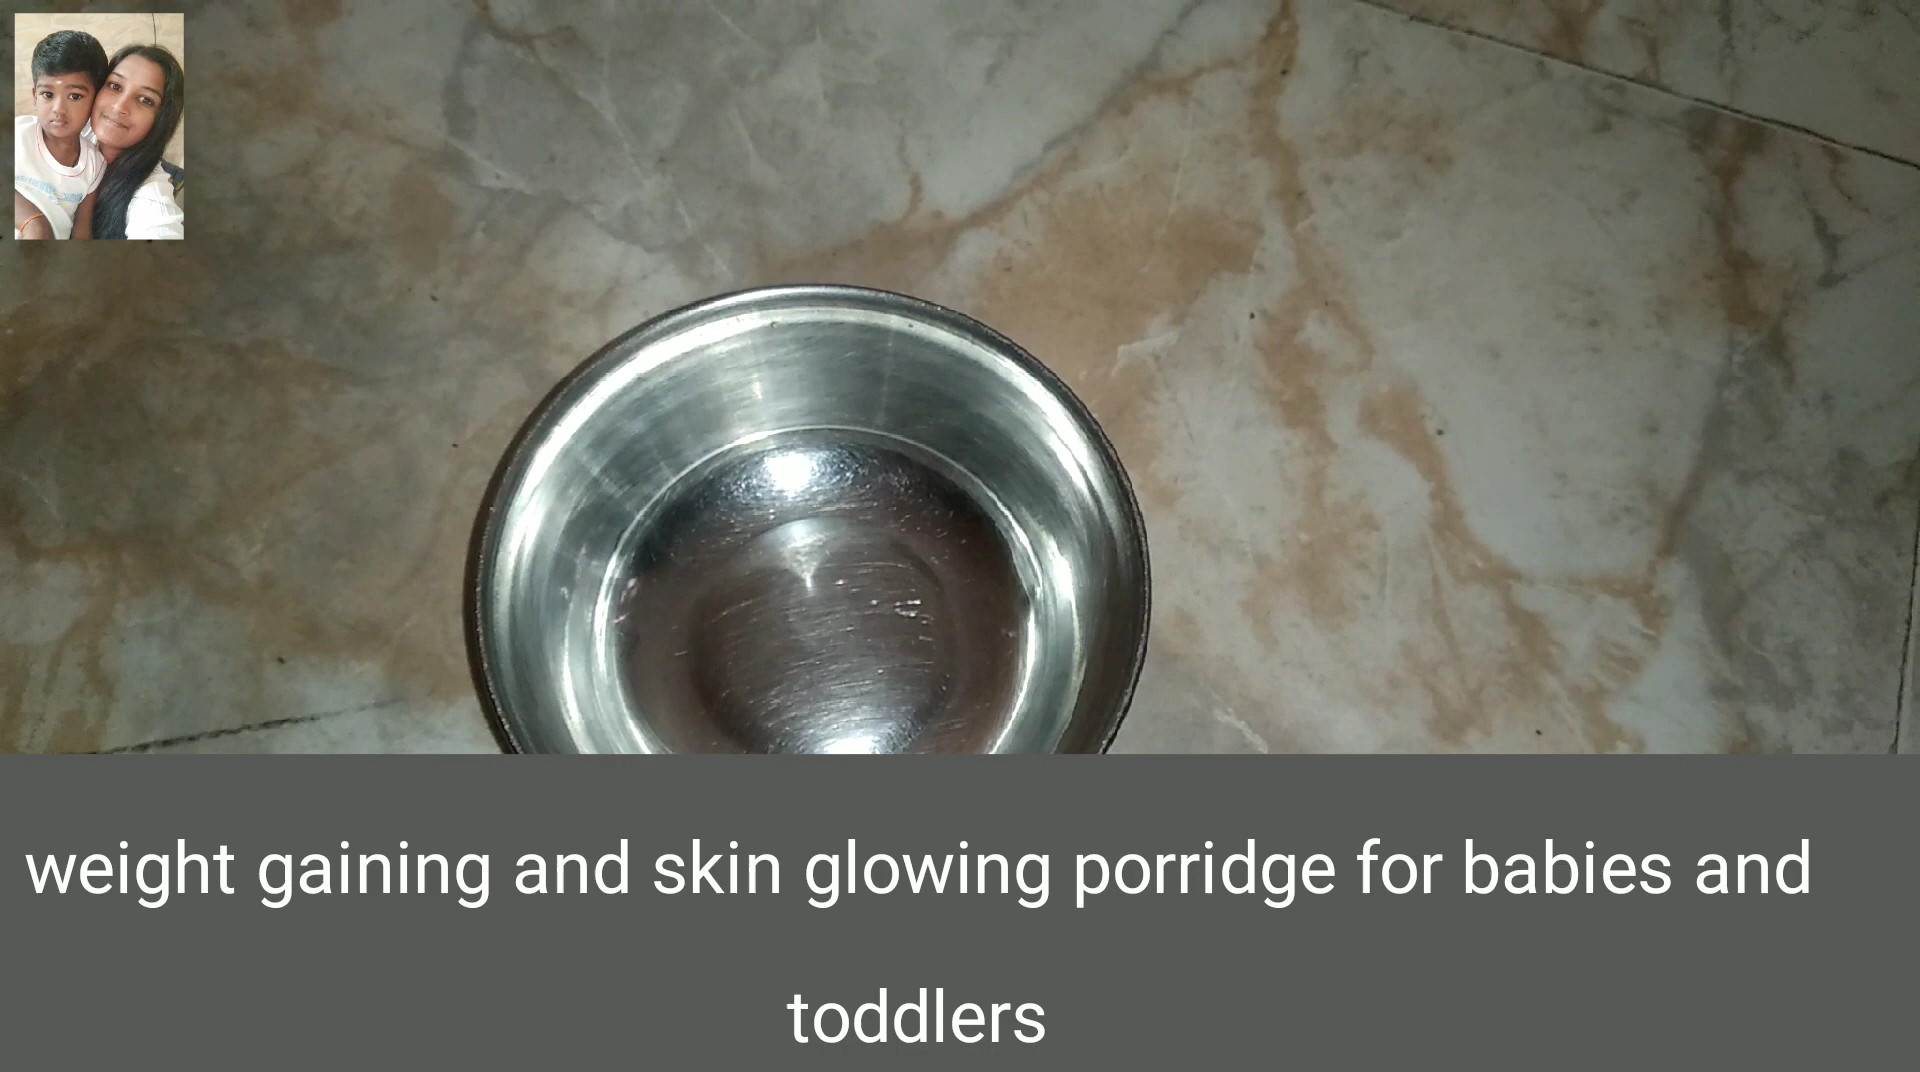 weight gaining and skin glowing porridge for babies and
toddlers